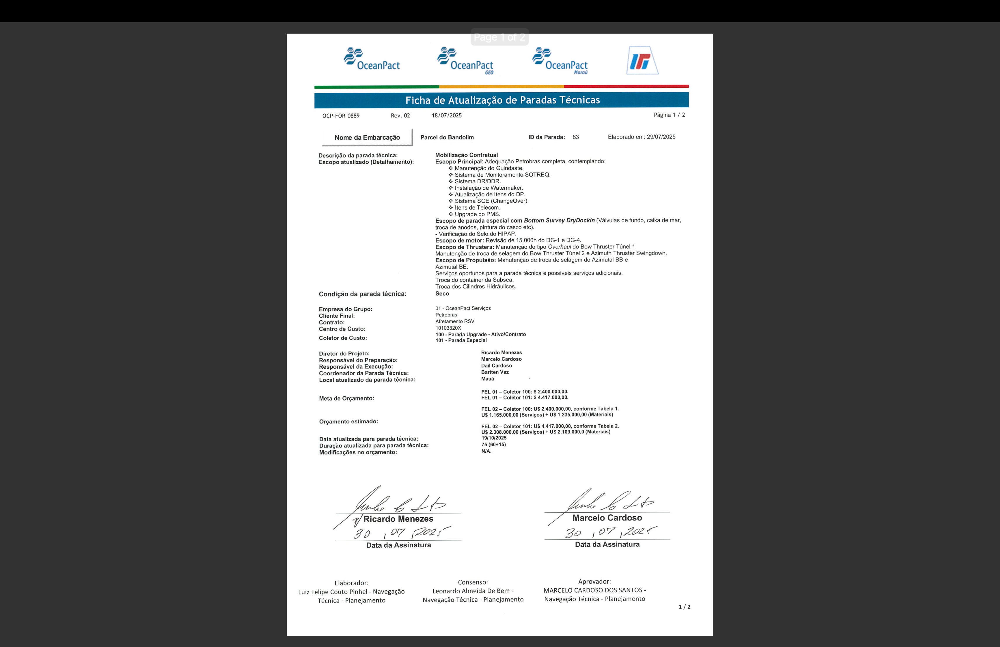 Page 1 of 2
OceanPact
OceanPact
GEO
OceanPact
Maraú
Ficha de Atualização de Paradas Técnicas
OCP-FOR-0889 Rev. 02 18/07/2025 Página 1 / 2
Nome da Embarcação Parcel do Bandolim ID da Parada: 83 Elaborado em: 29/07/2025
Descrição da parada técnica: Mobilização Contratual
Escopo atualizado (Detalhamento): Escopo Principal: Adequação Petrobras completa, contemplando:
❖ Manutenção do Guindaste.
❖ Sistema de Monitoramento SOTREQ.
❖ Sistema DR/DDR.
❖ Instalação de Watermaker.
❖ Atualização de Itens do DP.
❖ Sistema SGE (ChangeOver)
❖ Itens de Telecom.
❖ Upgrade do PMS.
Escopo de parada especial com Bottom Survey DryDockin (Válvulas de fundo, caixa de mar,
troca de anodos, pintura do casco etc).
- Verificação do Selo do HIPAP.
Escopo de motor: Revisão de 15.000h do DG-1 e DG-4.
Escopo de Thrusters: Manutenção do tipo Overhaul do Bow Thruster Túnel 1.
Manutenção de troca de selagem do Bow Thruster Túnel 2 e Azimuth Thruster Swingdown.
Escopo de Propulsão: Manutenção de troca de selagem do Azimutal BB e
Azimutal BE.
Serviços oportunos para a parada técnica e possíveis serviços adicionais.
Troca do container da Subsea.
Troca dos Cilindros Hidráulicos.
Condição da parada técnica: Seco
Empresa do Grupo: 01 - OceanPact Serviços
Cliente Final: Petrobras
Contrato: Afretamento RSV
Centro de Custo: 10103820X
Coletor de Custo: 100 - Parada Upgrade - Ativo/Contrato
101 - Parada Especial
Diretor do Projeto: Ricardo Menezes
Responsável do Preparação: Marcelo Cardoso
Responsável da Execução: Dail Cardoso
Coordenador da Parada Técnica: Bartten Vaz
Local atualizado da parada técnica: Mauá
FEL 01 – Coletor 100: $ 2.400.000,00.
Meta de Orçamento: FEL 01 – Coletor 101: $ 4.417.000,00.
FEL 02 – Coletor 100: U$ 2.400.000,00, conforme Tabela 1.
U$ 1.165.000,00 (Serviços) + U$ 1.235.000,00 (Materiais)
Orçamento estimado:
FEL 02 – Coletor 101: U$ 4.417.000,00, conforme Tabela 2.
U$ 2.308.000,00 (Serviços) + U$ 2.109.000,0 (Materiais)
Data atualizada para parada técnica: 19/10/2025
Duração atualizada para parada técnica: 75 (60+15)
Modificações no orçamento: N/A.
p/ Ricardo Menezes Marcelo Cardoso
30 , 07 , 2025 30 , 07 , 2025
Data da Assinatura Data da Assinatura
Elaborador: Consenso: Aprovador:
Luiz Felipe Couto Pinhel - Navegação Leonardo Almeida De Bem - MARCELO CARDOSO DOS SANTOS -
Técnica - Planejamento Navegação Técnica - Planejamento Navegação Técnica - Planejamento
1 / 2